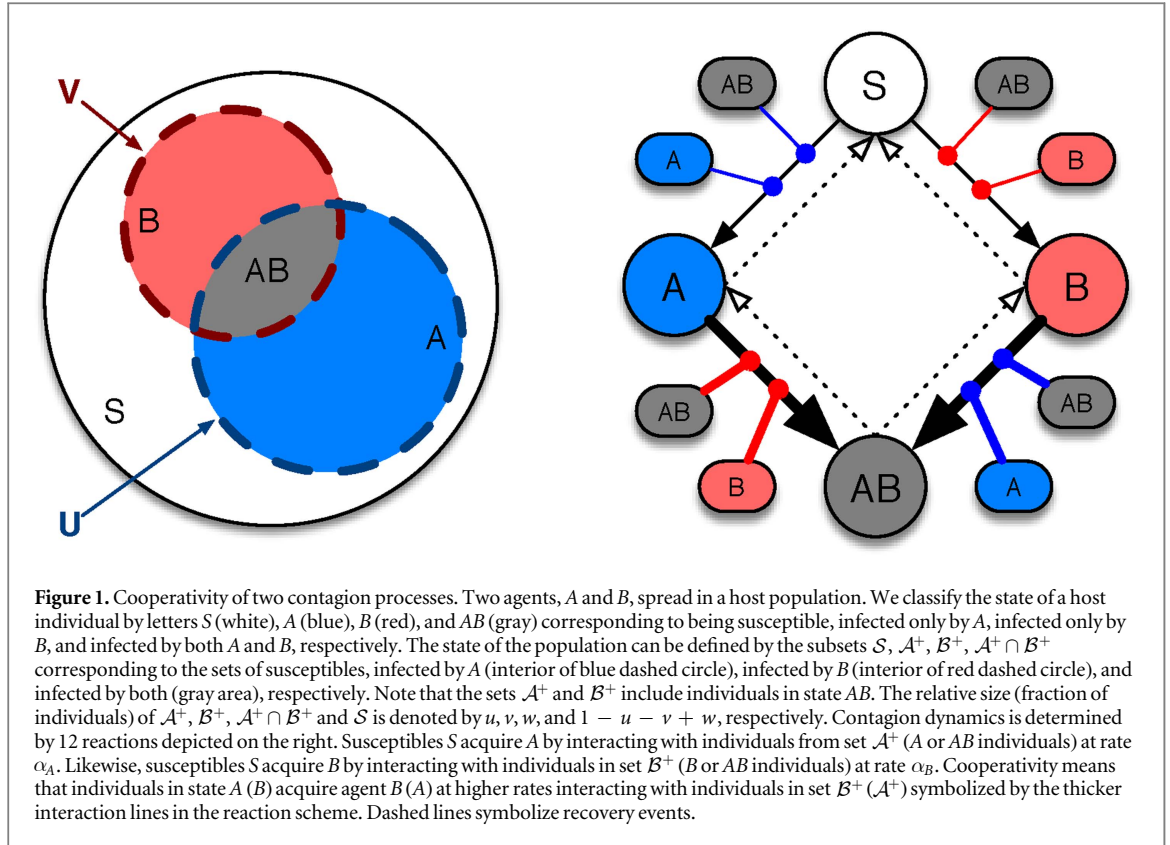 V
B
AB
A
S
U
AB
S
AB
A
B
A
B
AB
AB
B
AB
A
Figure 1. Cooperativity of two contagion processes. Two agents, A and B, spread in a host population. We classify the state of a host
individual by letters S (white), A (blue), B (red), and AB (gray) corresponding to being susceptible, infected only by A, infected only by
B, and infected by both A and B, respectively. The state of the population can be defined by the subsets 𝒮, 𝒜⁺, ℬ⁺, 𝒜⁺ ∩ ℬ⁺
corresponding to the sets of susceptibles, infected by A (interior of blue dashed circle), infected by B (interior of red dashed circle), and
infected by both (gray area), respectively. Note that the sets 𝒜⁺ and ℬ⁺ include individuals in state AB. The relative size (fraction of
individuals) of 𝒜⁺, ℬ⁺, 𝒜⁺ ∩ ℬ⁺ and 𝒮 is denoted by u, v, w, and 1 − u − v + w, respectively. Contagion dynamics is determined
by 12 reactions depicted on the right. Susceptibles S acquire A by interacting with individuals from set 𝒜⁺ (A or AB individuals) at rate
α_A. Likewise, susceptibles S acquire B by interacting with individuals in set ℬ⁺ (B or AB individuals) at rate α_B. Cooperativity means
that individuals in state A (B) acquire agent B (A) at higher rates interacting with individuals in set ℬ⁺ (𝒜⁺) symbolized by the thicker
interaction lines in the reaction scheme. Dashed lines symbolize recovery events.